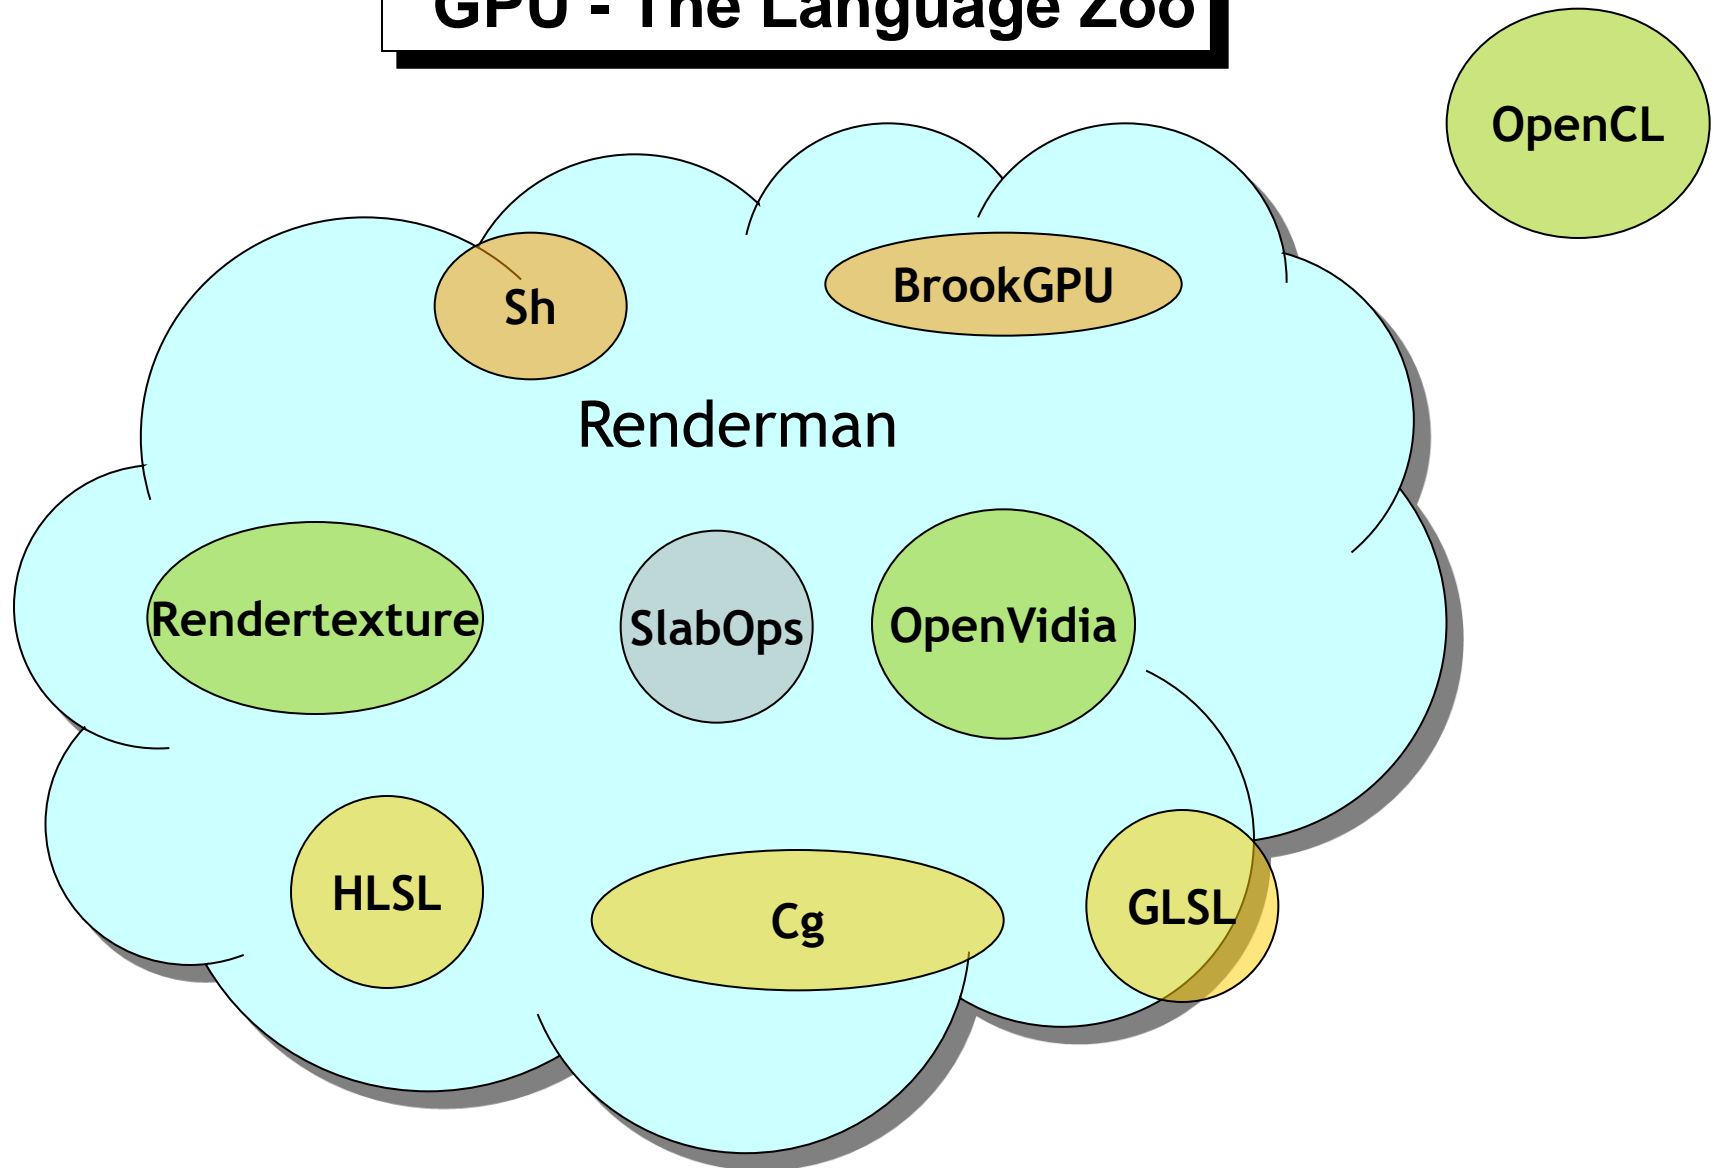 GPU - The Language Zoo
OpenCL
Sh
BrookGPU
Renderman
Rendertexture
SlabOps
OpenVidia
HLSL
Cg
GLSL